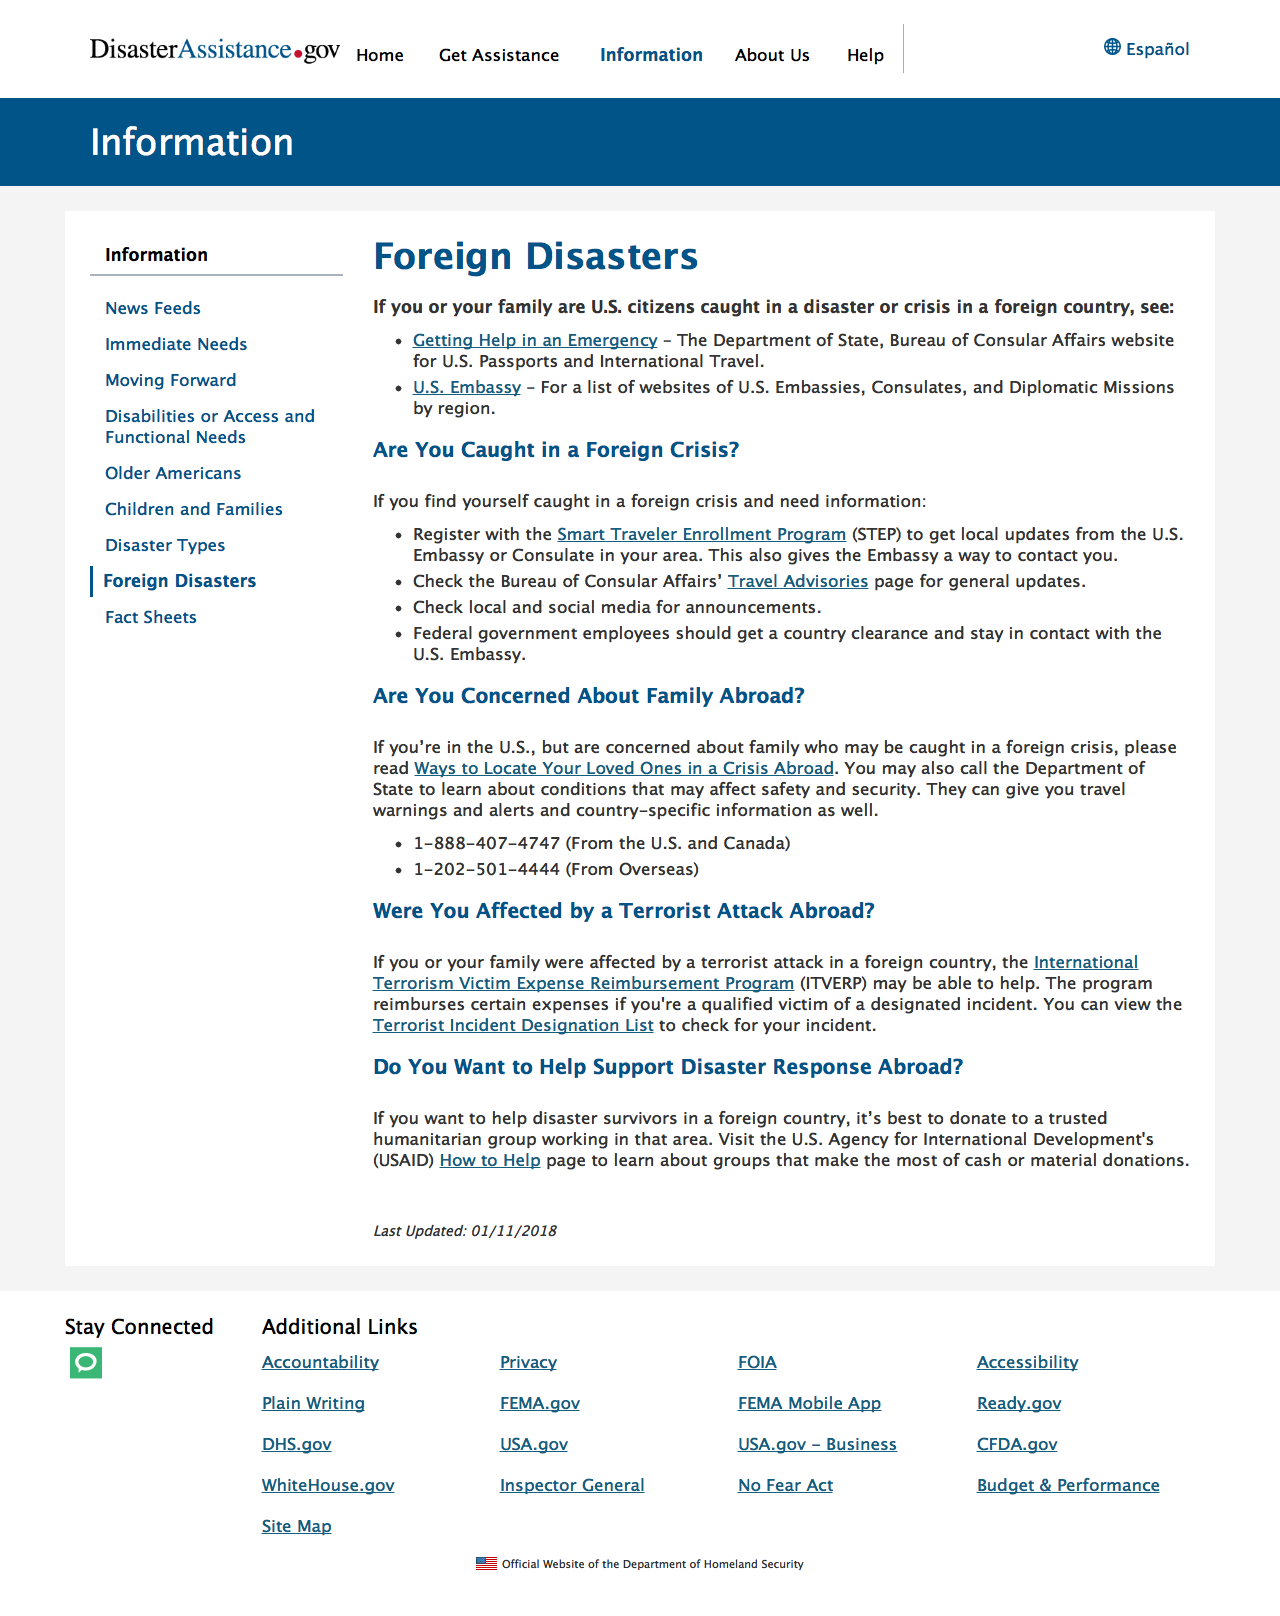 DisasterAssistance.gov Home Get Assistance Information About Us Help Español
Information
Information
News Feeds
Immediate Needs
Moving Forward
Disabilities or Access and
Functional Needs
Older Americans
Children and Families
Disaster Types
Foreign Disasters
Fact Sheets
Foreign Disasters
If you or your family are U.S. citizens caught in a disaster or crisis in a foreign country, see:
• Getting Help in an Emergency – The Department of State, Bureau of Consular Affairs website
for U.S. Passports and International Travel.
• U.S. Embassy – For a list of websites of U.S. Embassies, Consulates, and Diplomatic Missions
by region.
Are You Caught in a Foreign Crisis?
If you find yourself caught in a foreign crisis and need information:
• Register with the Smart Traveler Enrollment Program (STEP) to get local updates from the U.S.
Embassy or Consulate in your area. This also gives the Embassy a way to contact you.
• Check the Bureau of Consular Affairs’ Travel Advisories page for general updates.
• Check local and social media for announcements.
• Federal government employees should get a country clearance and stay in contact with the
U.S. Embassy.
Are You Concerned About Family Abroad?
If you’re in the U.S., but are concerned about family who may be caught in a foreign crisis, please
read Ways to Locate Your Loved Ones in a Crisis Abroad. You may also call the Department of
State to learn about conditions that may affect safety and security. They can give you travel
warnings and alerts and country-specific information as well.
• 1-888-407-4747 (From the U.S. and Canada)
• 1-202-501-4444 (From Overseas)
Were You Affected by a Terrorist Attack Abroad?
If you or your family were affected by a terrorist attack in a foreign country, the International
Terrorism Victim Expense Reimbursement Program (ITVERP) may be able to help. The program
reimburses certain expenses if you're a qualified victim of a designated incident. You can view the
Terrorist Incident Designation List to check for your incident.
Do You Want to Help Support Disaster Response Abroad?
If you want to help disaster survivors in a foreign country, it’s best to donate to a trusted
humanitarian group working in that area. Visit the U.S. Agency for International Development's
(USAID) How to Help page to learn about groups that make the most of cash or material donations.
Last Updated: 01/11/2018
Stay Connected
Additional Links
Accountability Privacy FOIA Accessibility
Plain Writing FEMA.gov FEMA Mobile App Ready.gov
DHS.gov USA.gov USA.gov - Business CFDA.gov
WhiteHouse.gov Inspector General No Fear Act Budget & Performance
Site Map
Official Website of the Department of Homeland Security